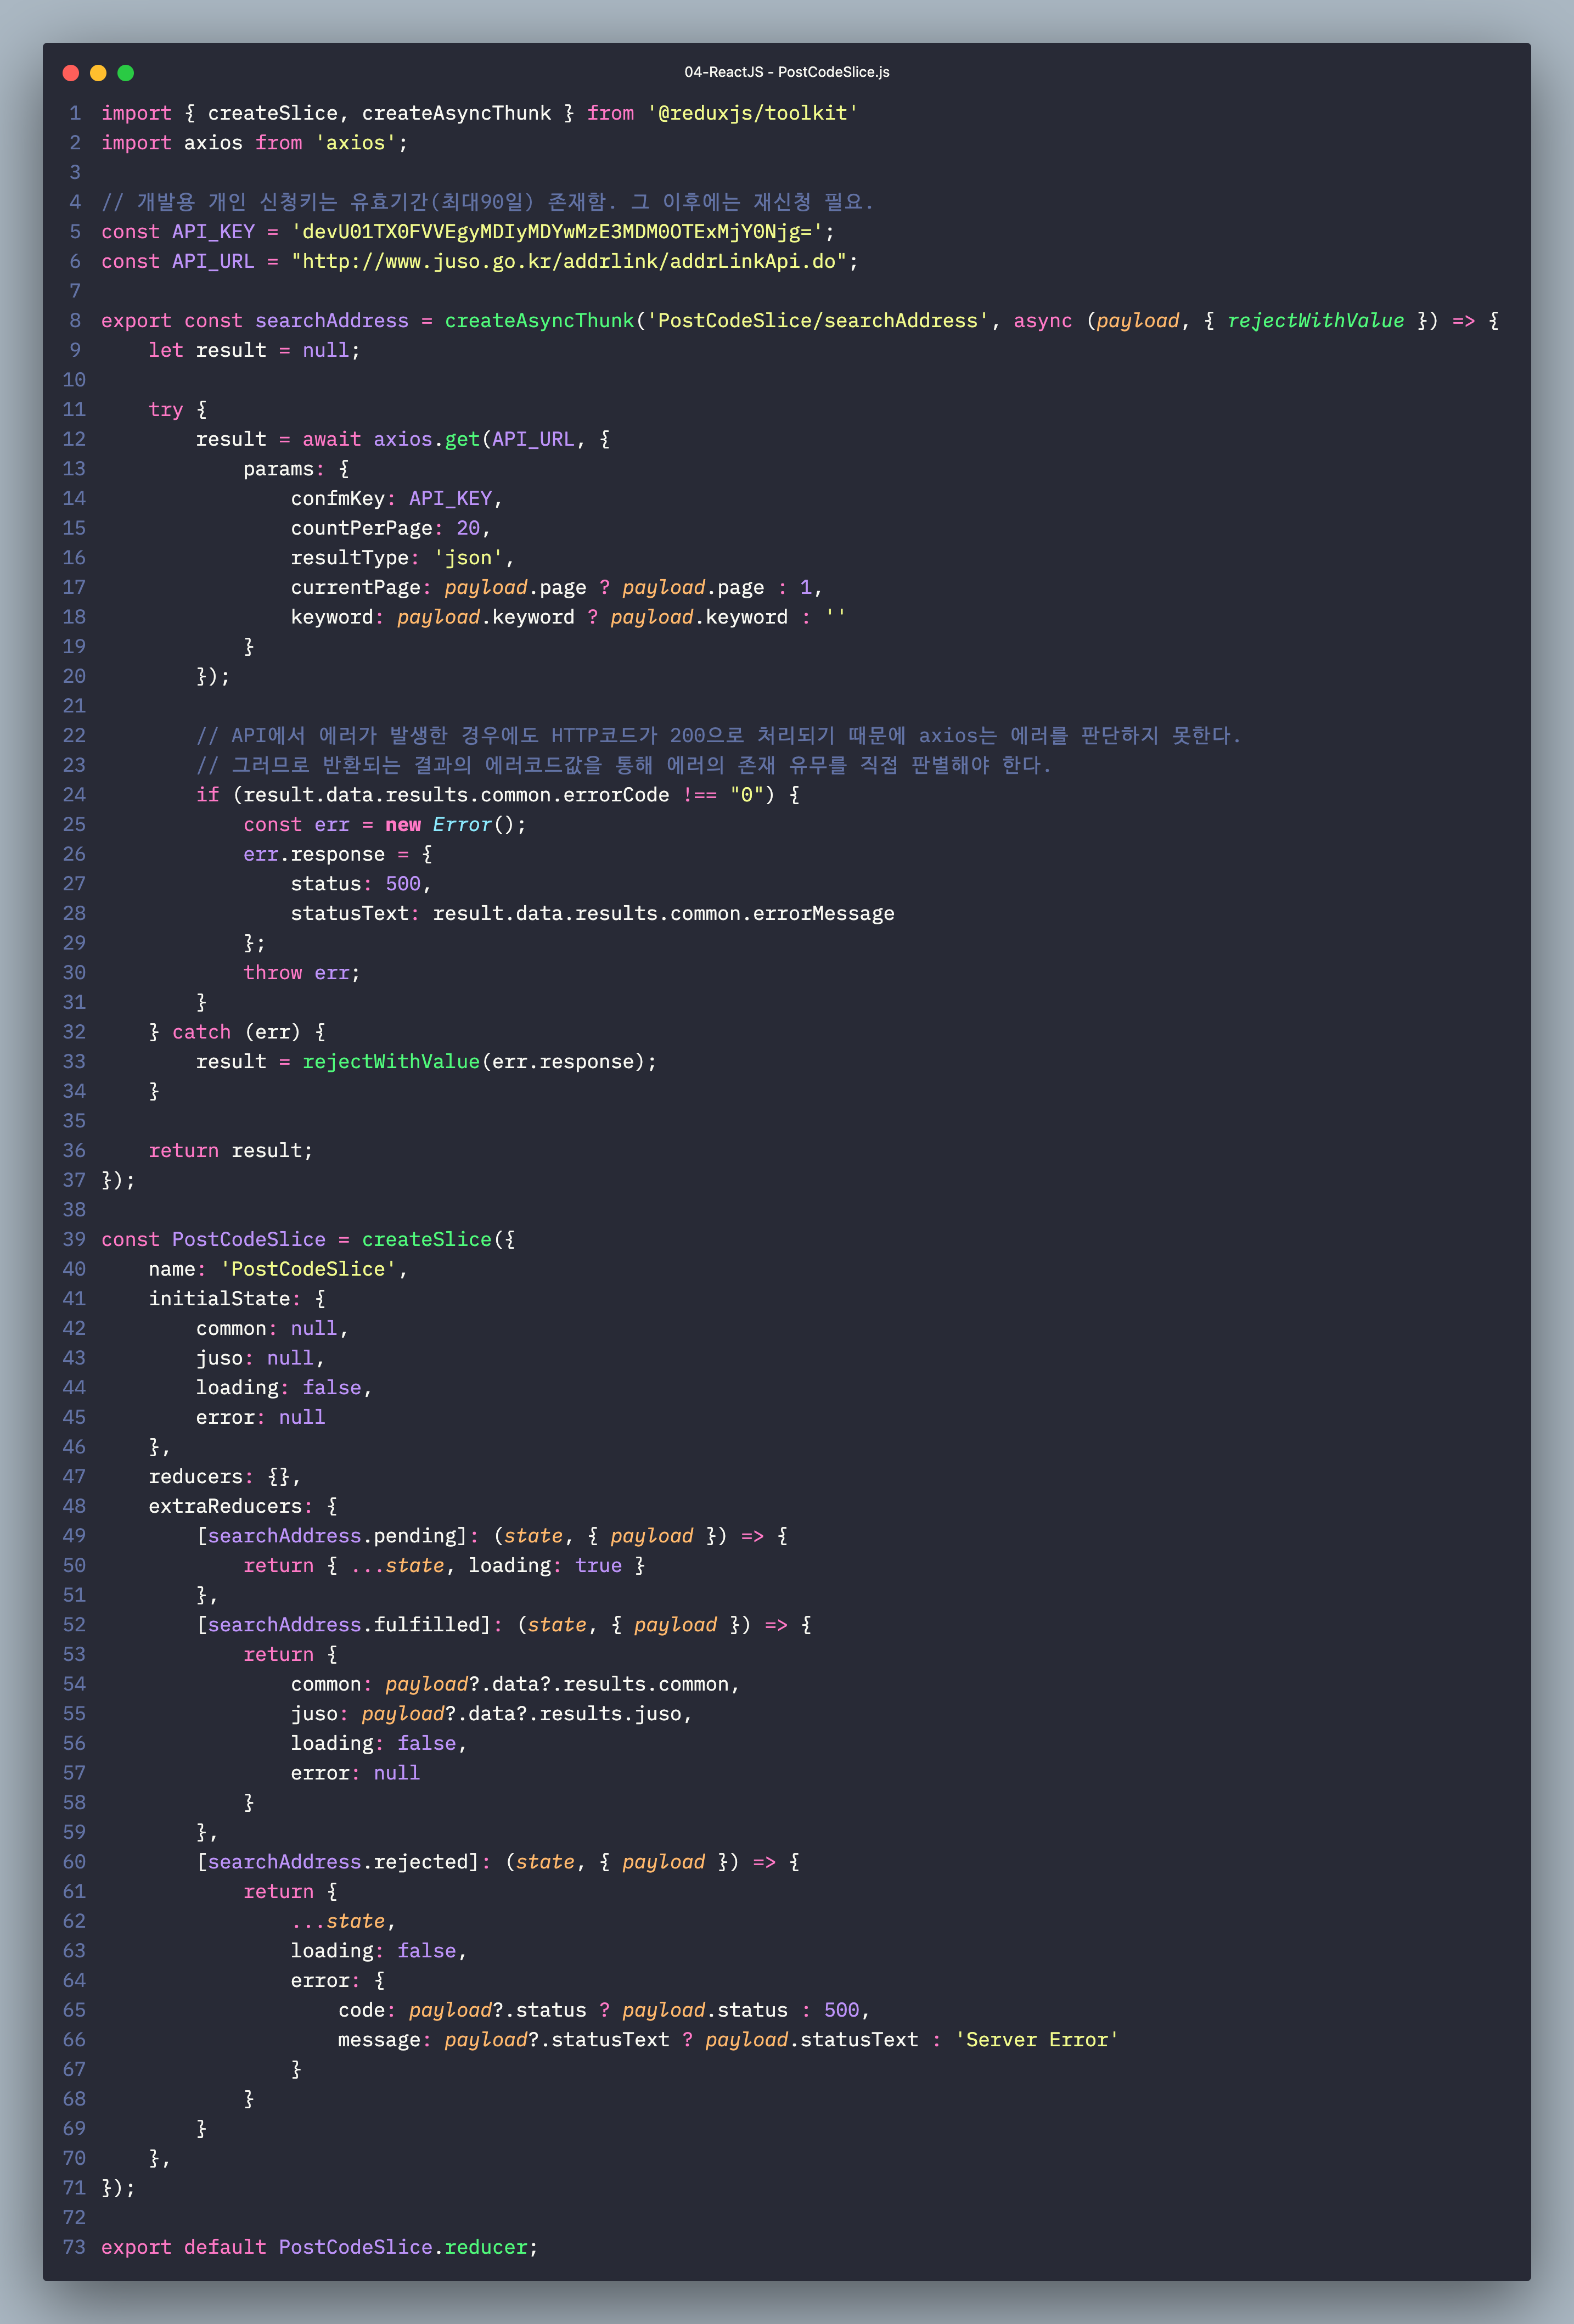 04-ReactJS - PostCodeSlice.js
1 import { createSlice, createAsyncThunk } from '@reduxjs/toolkit'
2 import axios from 'axios';
3
4 // 개발용 개인 신청키는 유효기간(최대90일) 존재함. 그 이후에는 재신청 필요.
5 const API_KEY = 'devU01TX0FVVEgyMDIyMDYwMzE3MDM0OTExMjY0Njg=';
6 const API_URL = "http://www.juso.go.kr/addrlink/addrLinkApi.do";
7
8 export const searchAddress = createAsyncThunk('PostCodeSlice/searchAddress', async (payload, { rejectWithValue }) => {
9     let result = null;
10
11     try {
12         result = await axios.get(API_URL, {
13             params: {
14                 confmKey: API_KEY,
15                 countPerPage: 20,
16                 resultType: 'json',
17                 currentPage: payload.page ? payload.page : 1,
18                 keyword: payload.keyword ? payload.keyword : ''
19             }
20         });
21
22         // API에서 에러가 발생한 경우에도 HTTP코드가 200으로 처리되기 때문에 axios는 에러를 판단하지 못한다.
23         // 그러므로 반환되는 결과의 에러코드값을 통해 에러의 존재 유무를 직접 판별해야 한다.
24         if (result.data.results.common.errorCode !== "0") {
25             const err = new Error();
26             err.response = {
27                 status: 500,
28                 statusText: result.data.results.common.errorMessage
29             };
30             throw err;
31         }
32     } catch (err) {
33         result = rejectWithValue(err.response);
34     }
35
36     return result;
37 });
38
39 const PostCodeSlice = createSlice({
40     name: 'PostCodeSlice',
41     initialState: {
42         common: null,
43         juso: null,
44         loading: false,
45         error: null
46     },
47     reducers: {},
48     extraReducers: {
49         [searchAddress.pending]: (state, { payload }) => {
50             return { ...state, loading: true }
51         },
52         [searchAddress.fulfilled]: (state, { payload }) => {
53             return {
54                 common: payload?.data?.results.common,
55                 juso: payload?.data?.results.juso,
56                 loading: false,
57                 error: null
58             }
59         },
60         [searchAddress.rejected]: (state, { payload }) => {
61             return {
62                 ...state,
63                 loading: false,
64                 error: {
65                     code: payload?.status ? payload.status : 500,
66                     message: payload?.statusText ? payload.statusText : 'Server Error'
67                 }
68             }
69         }
70     },
71 });
72
73 export default PostCodeSlice.reducer;